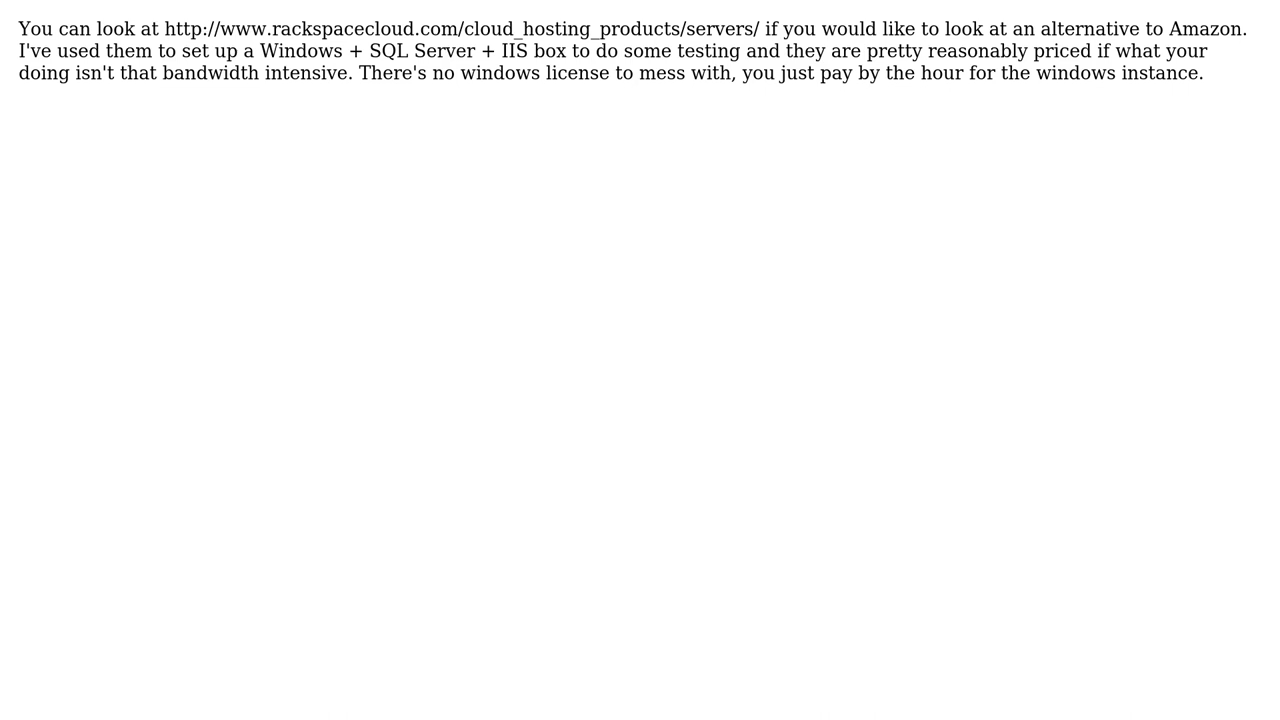 You can look at http://www.rackspacecloud.com/cloud_hosting_products/servers/ if you would like to look at an alternative to Amazon.
I've used them to set up a Windows + SQL Server + IIS box to do some testing and they are pretty reasonably priced if what your
doing isn't that bandwidth intensive. There's no windows license to mess with, you just pay by the hour for the windows instance.